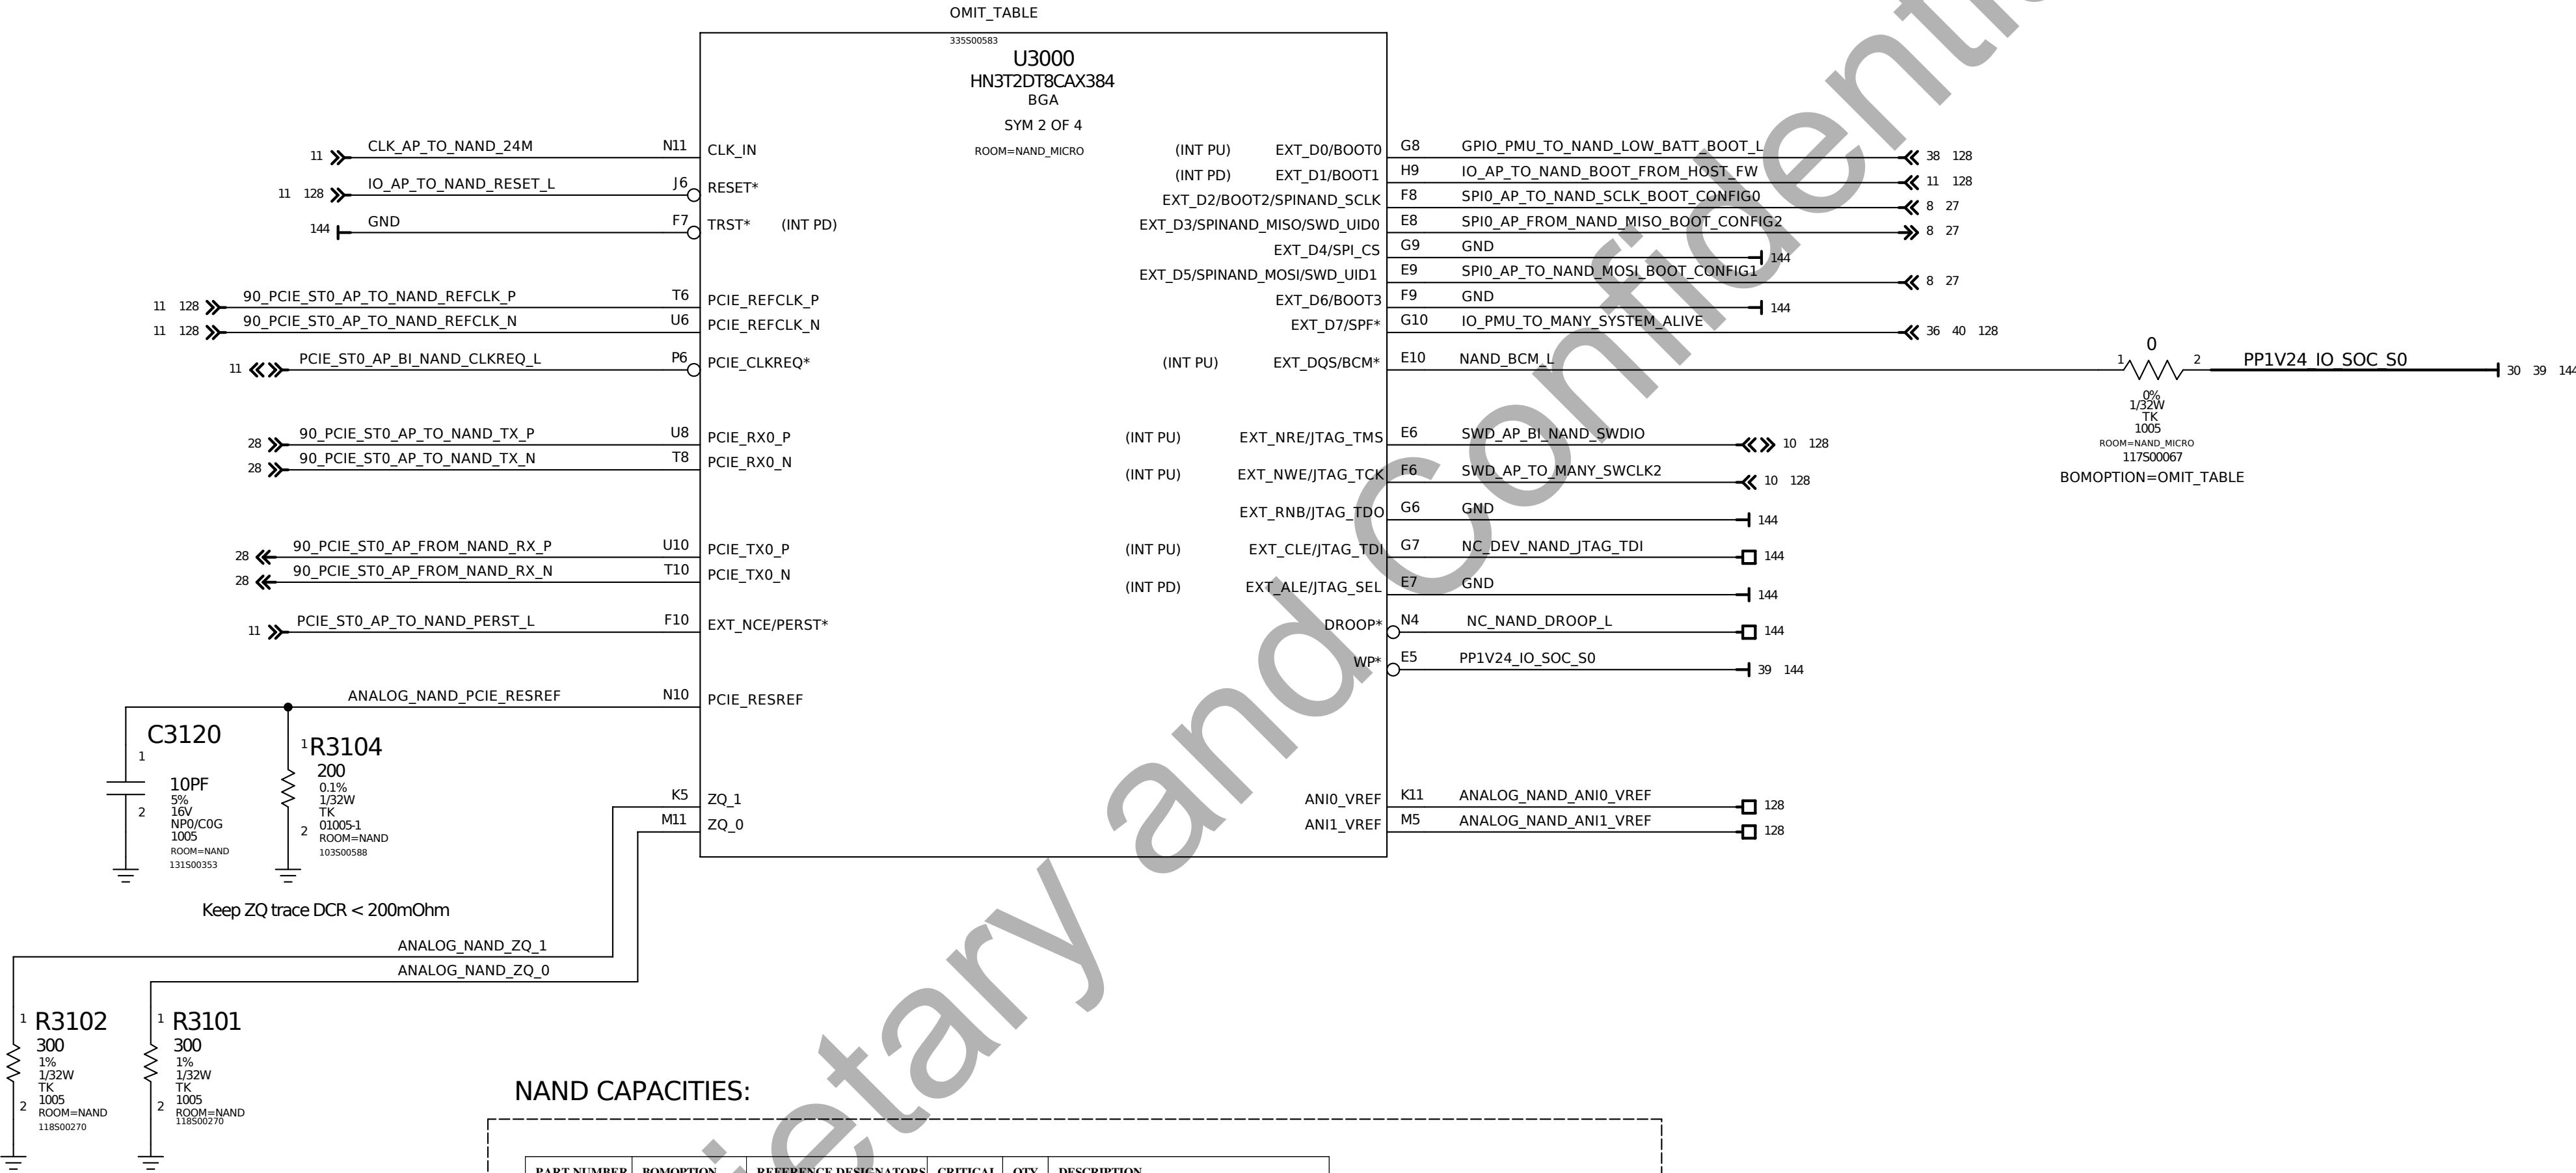 OMIT_TABLE
335S00583
U3000
HN3T2DT8CAX384
BGA
SYM 2 OF 4
ROOM=NAND_MICRO
11 CLK_AP_TO_NAND_24M N11 CLK_IN
11 128 IO_AP_TO_NAND_RESET_L J6 RESET*
144 GND F7 TRST* (INT PD)
11 128 90_PCIE_ST0_AP_TO_NAND_REFCLK_P T6 PCIE_REFCLK_P
11 128 90_PCIE_ST0_AP_TO_NAND_REFCLK_N U6 PCIE_REFCLK_N
11 PCIE_ST0_AP_BI_NAND_CLKREQ_L P6 PCIE_CLKREQ*
28 90_PCIE_ST0_AP_TO_NAND_TX_P U8 PCIE_RX0_P
28 90_PCIE_ST0_AP_TO_NAND_TX_N T8 PCIE_RX0_N
28 90_PCIE_ST0_AP_FROM_NAND_RX_P U10 PCIE_TX0_P
28 90_PCIE_ST0_AP_FROM_NAND_RX_N T10 PCIE_TX0_N
11 PCIE_ST0_AP_TO_NAND_PERST_L F10 EXT_NCE/PERST*
ANALOG_NAND_PCIE_RESREF N10 PCIE_RESREF
K5 ZQ_1
M11 ZQ_0
(INT PU) EXT_D0/BOOT0 G8 GPIO_PMU_TO_NAND_LOW_BATT_BOOT_L 38 128
(INT PD) EXT_D1/BOOT1 H9 IO_AP_TO_NAND_BOOT_FROM_HOST_FW 11 128
EXT_D2/BOOT2/SPINAND_SCLK F8 SPI0_AP_TO_NAND_SCLK_BOOT_CONFIG0 8 27
EXT_D3/SPINAND_MISO/SWD_UID0 E8 SPI0_AP_FROM_NAND_MISO_BOOT_CONFIG2 8 27
EXT_D4/SPI_CS G9 GND 144
EXT_D5/SPINAND_MOSI/SWD_UID1 E9 SPI0_AP_TO_NAND_MOSI_BOOT_CONFIG1 8 27
EXT_D6/BOOT3 F9 GND 144
EXT_D7/SPF* G10 IO_PMU_TO_MANY_SYSTEM_ALIVE 36 40 128
(INT PU) EXT_DQS/BCM* E10 NAND_BCM_L 1 2 PP1V24_IO_SOC_S0 30 39 144
0
0%
1/32W
TK
1005
ROOM=NAND_MICRO
117S00067
BOMOPTION=OMIT_TABLE
(INT PU) EXT_NRE/JTAG_TMS E6 SWD_AP_BI_NAND_SWDIO 10 128
(INT PU) EXT_NWE/JTAG_TCK F6 SWD_AP_TO_MANY_SWCLK2 10 128
EXT_RNB/JTAG_TDO G6 GND 144
(INT PU) EXT_CLE/JTAG_TDI G7 NC_DEV_NAND_JTAG_TDI 144
(INT PD) EXT_ALE/JTAG_SEL E7 GND 144
DROOP* N4 NC_NAND_DROOP_L 144
WP* E5 PP1V24_IO_SOC_S0 39 144
ANI0_VREF K11 ANALOG_NAND_ANI0_VREF 128
ANI1_VREF M5 ANALOG_NAND_ANI1_VREF 128
C3120
1
10PF
5%
2 16V
NP0/C0G
1005
ROOM=NAND
131S00353
1 R3104
200
0.1%
1/32W
TK
2 01005-1
ROOM=NAND
103S00588
Keep ZQ trace DCR < 200mOhm
ANALOG_NAND_ZQ_1
ANALOG_NAND_ZQ_0
1 R3102
300
1%
1/32W
TK
1005
2 ROOM=NAND
118S00270
1 R3101
300
1%
1/32W
TK
1005
2 ROOM=NAND
118S00270
NAND CAPACITIES:
PART NUMBER BOMOPTION REFERENCE DESIGNATORS CRITICAL QTY DESCRIPTION
ietary and Confidenti